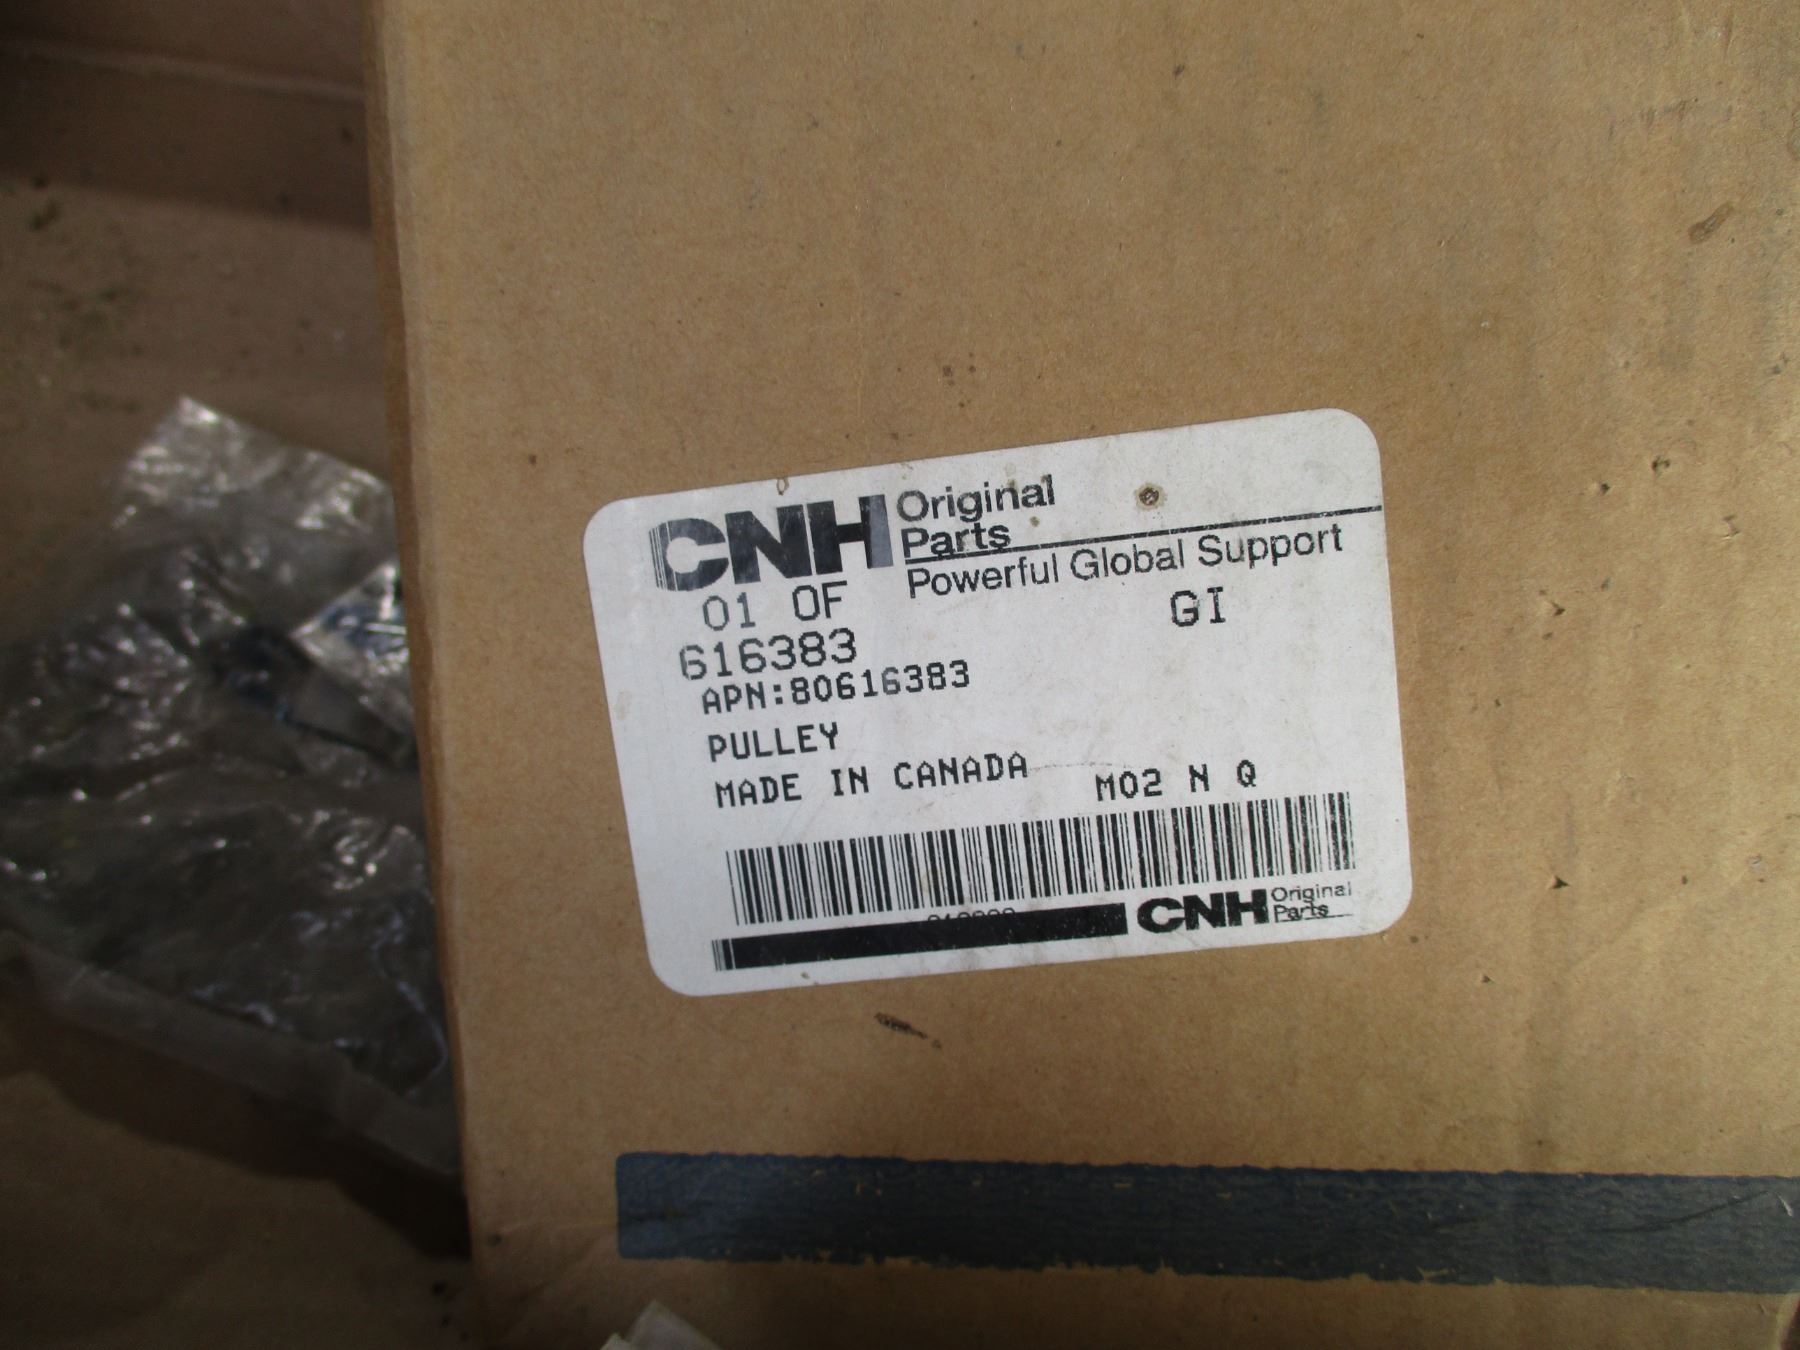 CNH Original
Parts
Powerful Global Support
01 OF GI
616383
APN:80616383
PULLEY
MADE IN CANADA M02 N Q
CNH Original
Parts